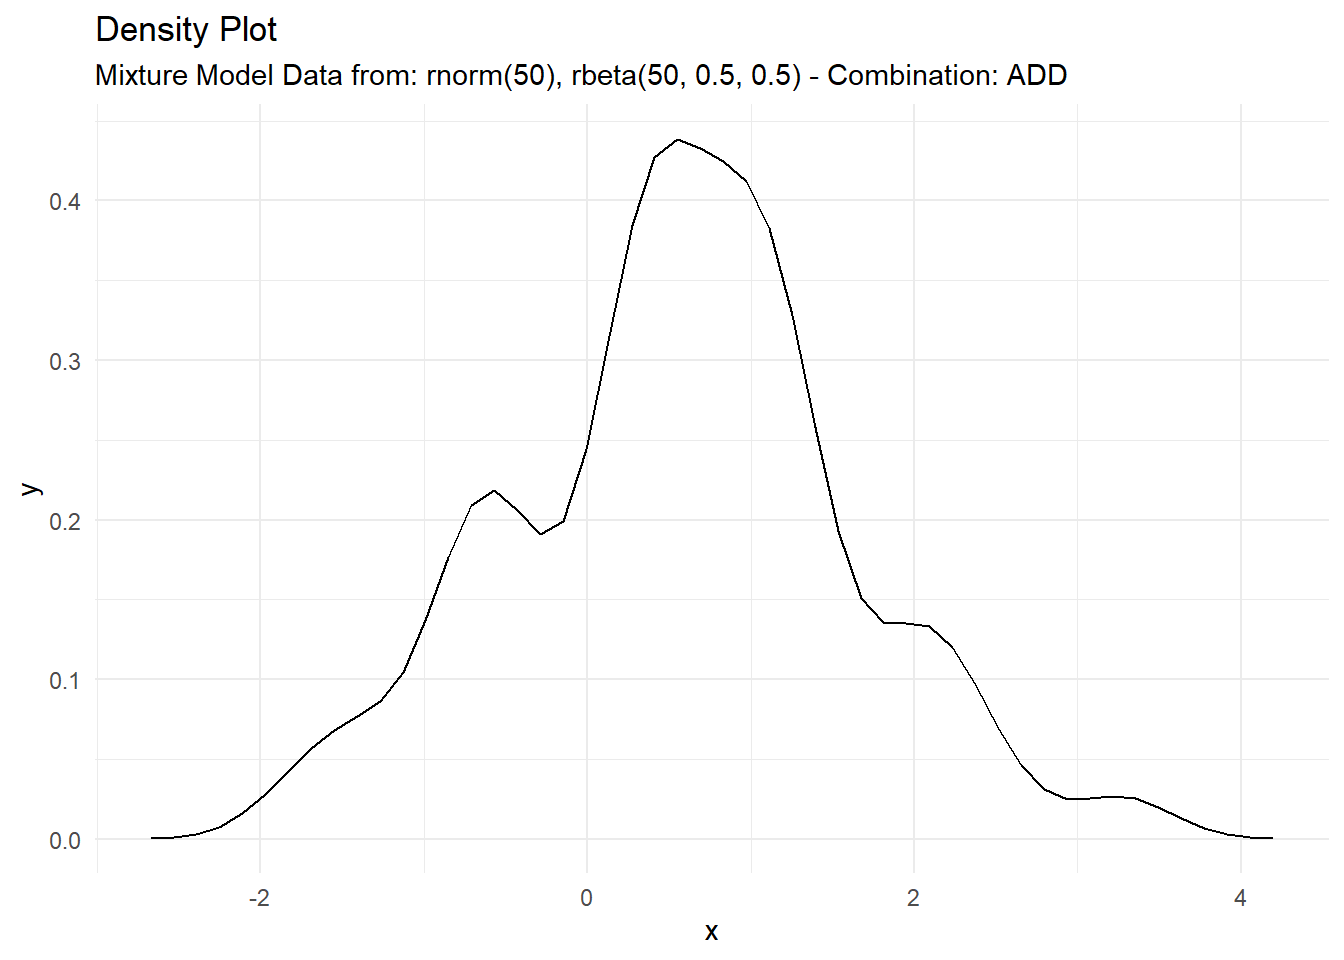 Density Plot
Mixture Model Data from: rnorm(50), rbeta(50, 0.5, 0.5) - Combination: ADD
0.4
0.3
0.2
0.1
0.0
y
-2 0 2 4
x